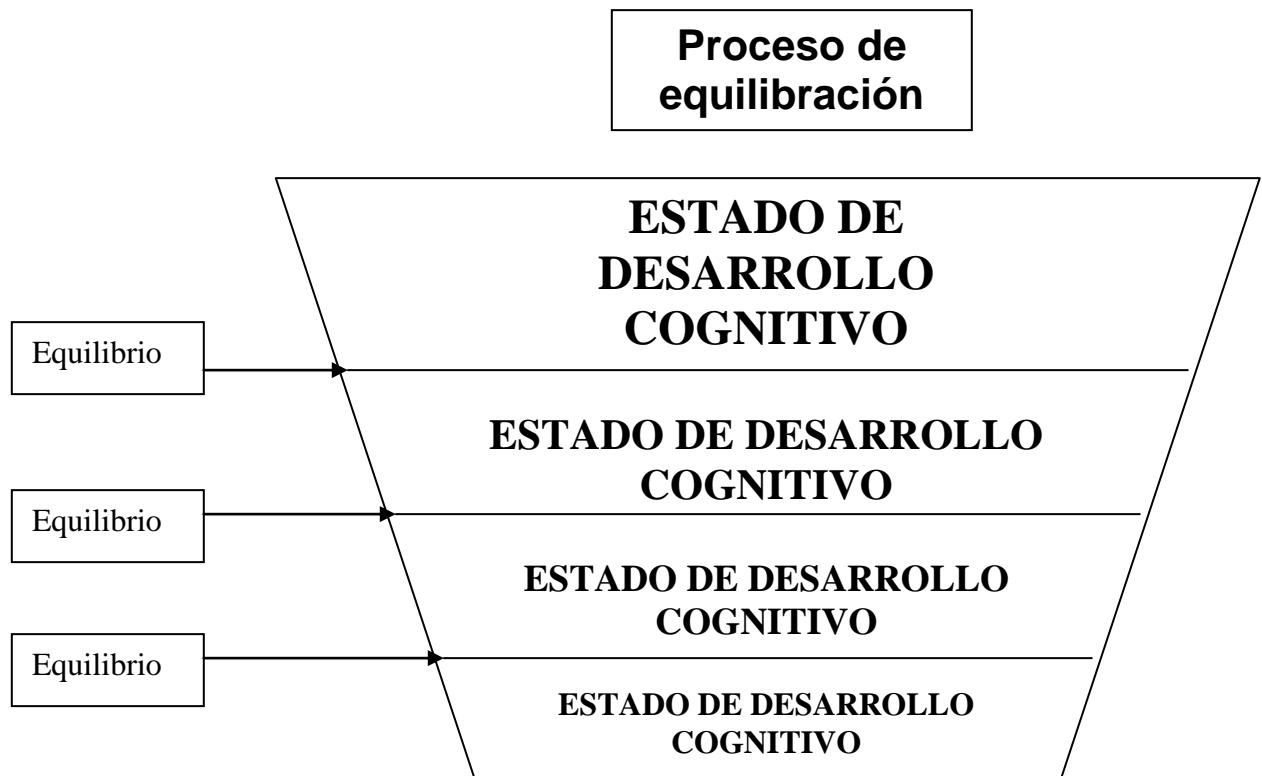 Proceso de
equilibración
ESTADO DE
DESARROLLO
COGNITIVO
Equilibrio
ESTADO DE DESARROLLO
COGNITIVO
Equilibrio
ESTADO DE DESARROLLO
COGNITIVO
Equilibrio
ESTADO DE DESARROLLO
COGNITIVO